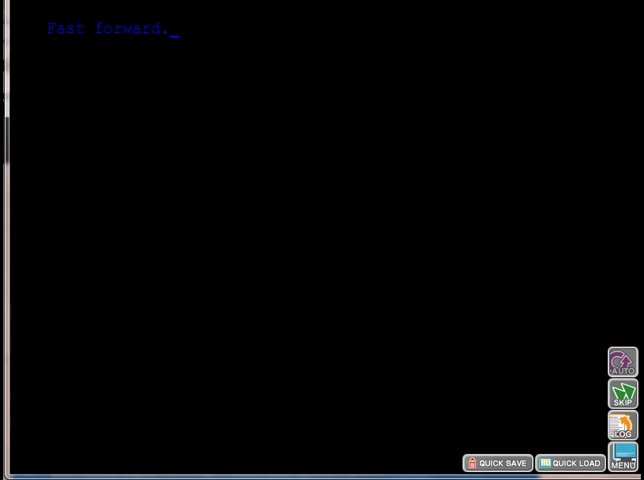 Fast forward._
AUTO
SKIP
LOG
QUICK SAVE
QUICK LOAD
MENU